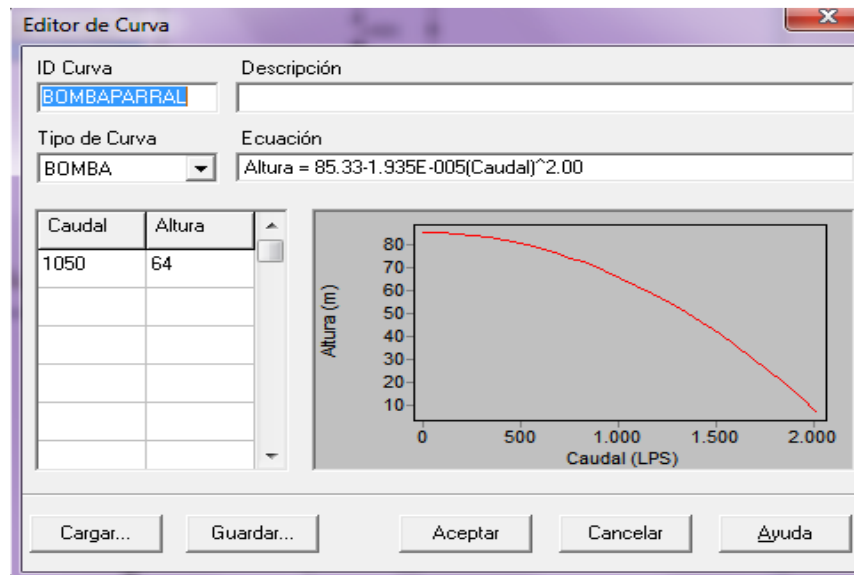 Editor de Curva
ID Curva Descripción
BOMBAPARRAL
Tipo de Curva Ecuación
BOMBA Altura = 85.33-1.935E-005(Caudal)^2.00
Caudal Altura
1050 64
Altura (m)
80
70
60
50
40
30
20
10
0 500 1.000 1.500 2.000
Caudal (LPS)
Cargar... Guardar... Aceptar Cancelar Ayuda